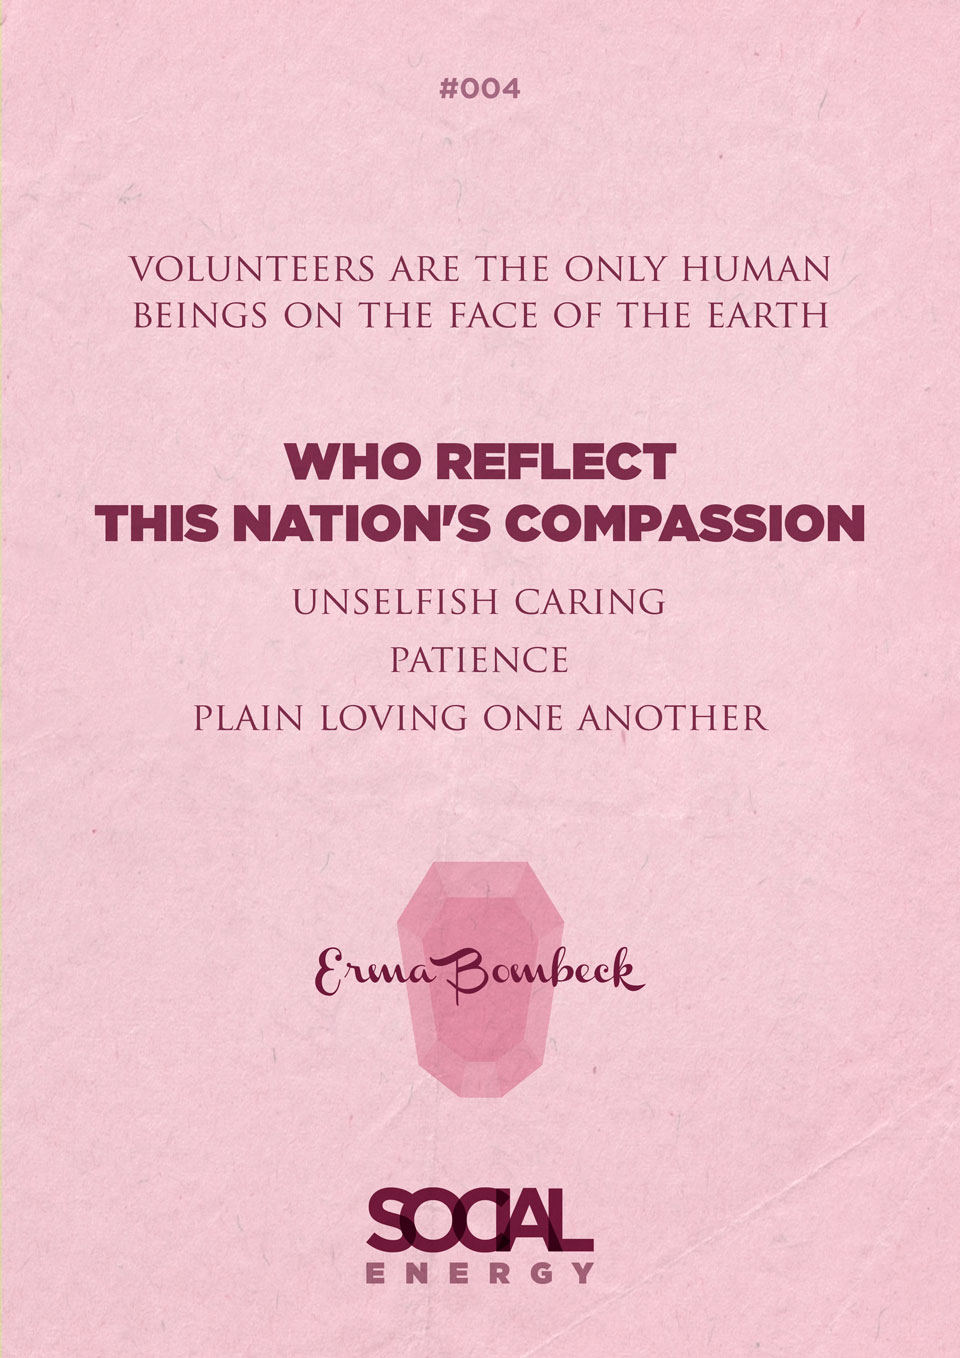 #004
VOLUNTEERS ARE THE ONLY HUMAN
BEINGS ON THE FACE OF THE EARTH
WHO REFLECT
THIS NATION'S COMPASSION
UNSELFISH CARING
PATIENCE
PLAIN LOVING ONE ANOTHER
Erma Bombeck
SOCIAL
ENERGY